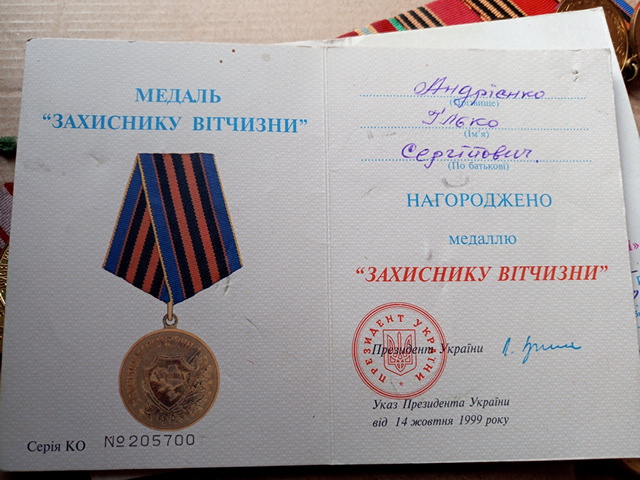 МЕДАЛЬ
“ЗАХИСНИКУ ВІТЧИЗНИ”
Серія КО №205700
Андрієнко
(Прізвище)
Ілько
(Ім'я)
Сергійович
(По батькові)
НАГОРОДЖЕНО
медаллю
“ЗАХИСНИКУ ВІТЧИЗНИ”
ПРЕЗИДЕНТ УКРАЇНИ
Президент України
Указ Президента України
від 14 жовтня 1999 року